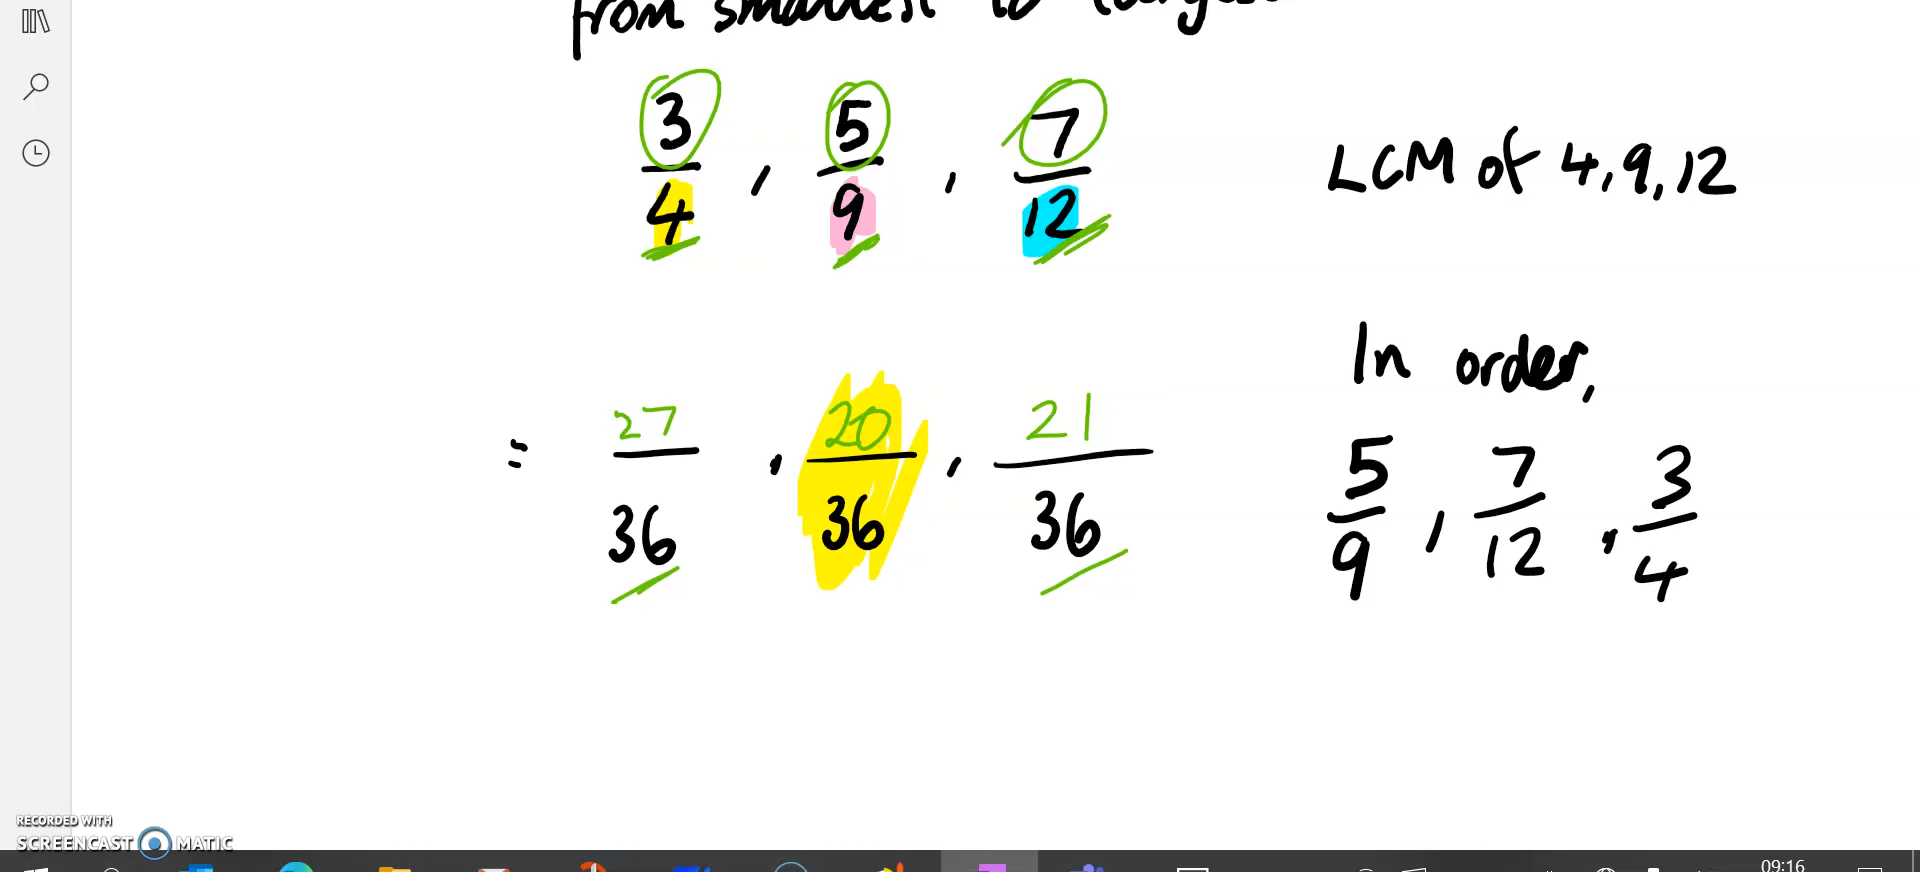 from smallest to largest
3/4 , 5/9 , 7/12
LCM of 4, 9, 12
= 27/36 , 20/36 , 21/36
In order,
5/9 , 7/12 , 3/4
RECORDED WITH
SCREENCAST MATIC
09:16